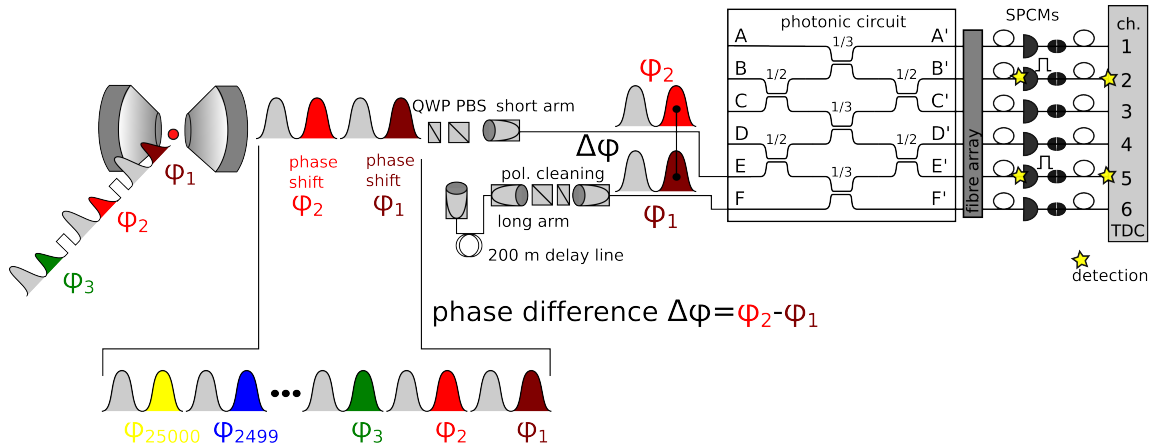 photonic circuit
SPCMs
ch.
A
1/3
A'
1
B
1/2
1/2
B'
2
C
1/3
C'
3
D
1/2
1/2
D'
4
E
1/3
E'
5
F
F'
6
TDC
fibre array
detection
QWP PBS short arm
φ2
Δφ
φ1
pol. cleaning
long arm
200 m delay line
phase
shift
φ2
phase
shift
φ1
φ1
φ2
φ3
phase difference Δφ=φ2-φ1
φ25000
φ2499
φ3
φ2
φ1